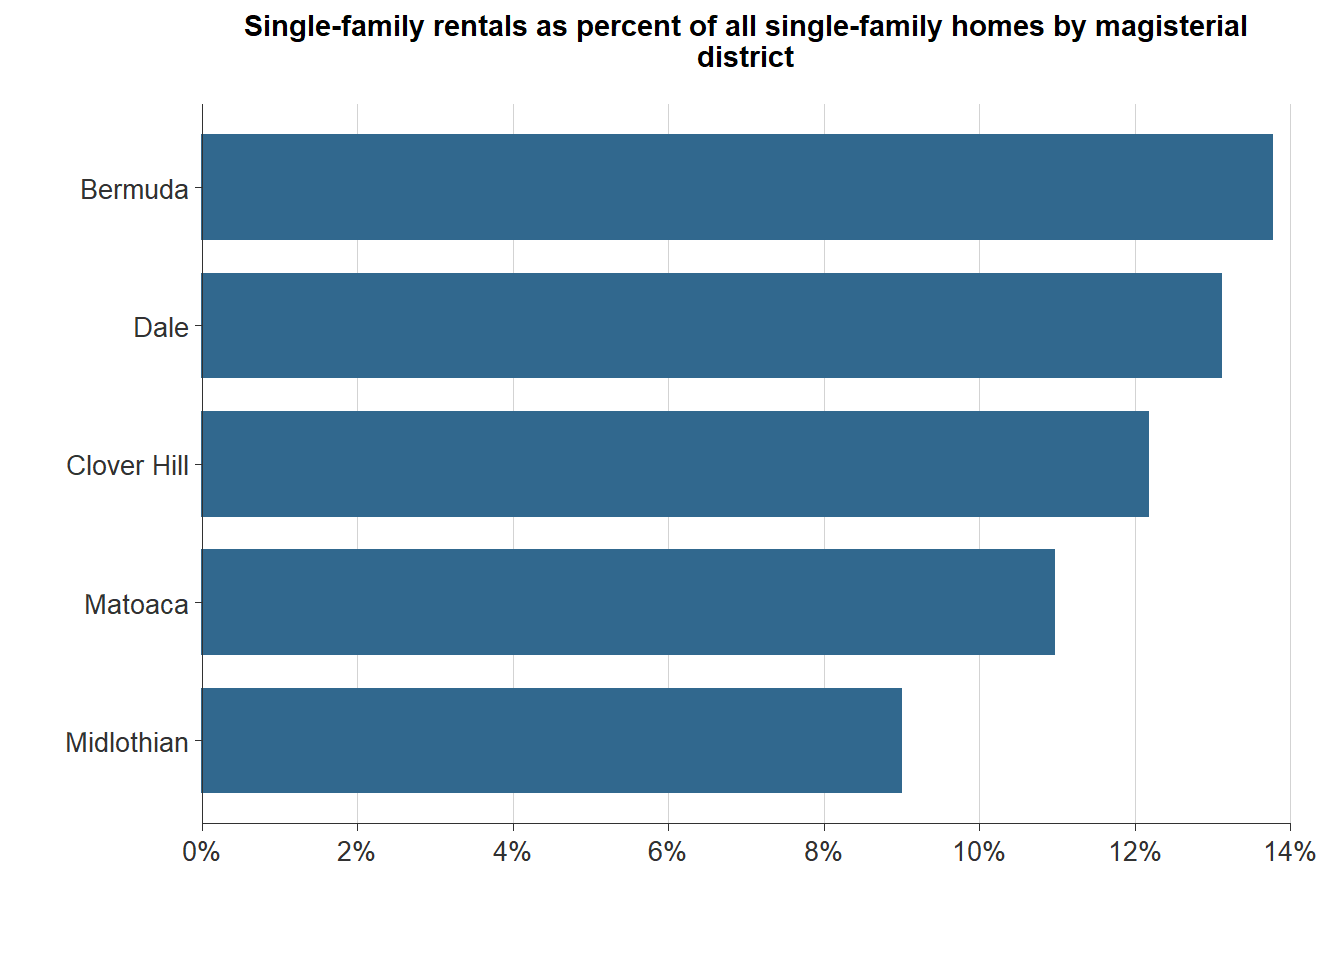 Single-family rentals as percent of all single-family homes by magisterial
district
Bermuda
Dale
Clover Hill
Matoaca
Midlothian
0% 2% 4% 6% 8% 10% 12% 14%